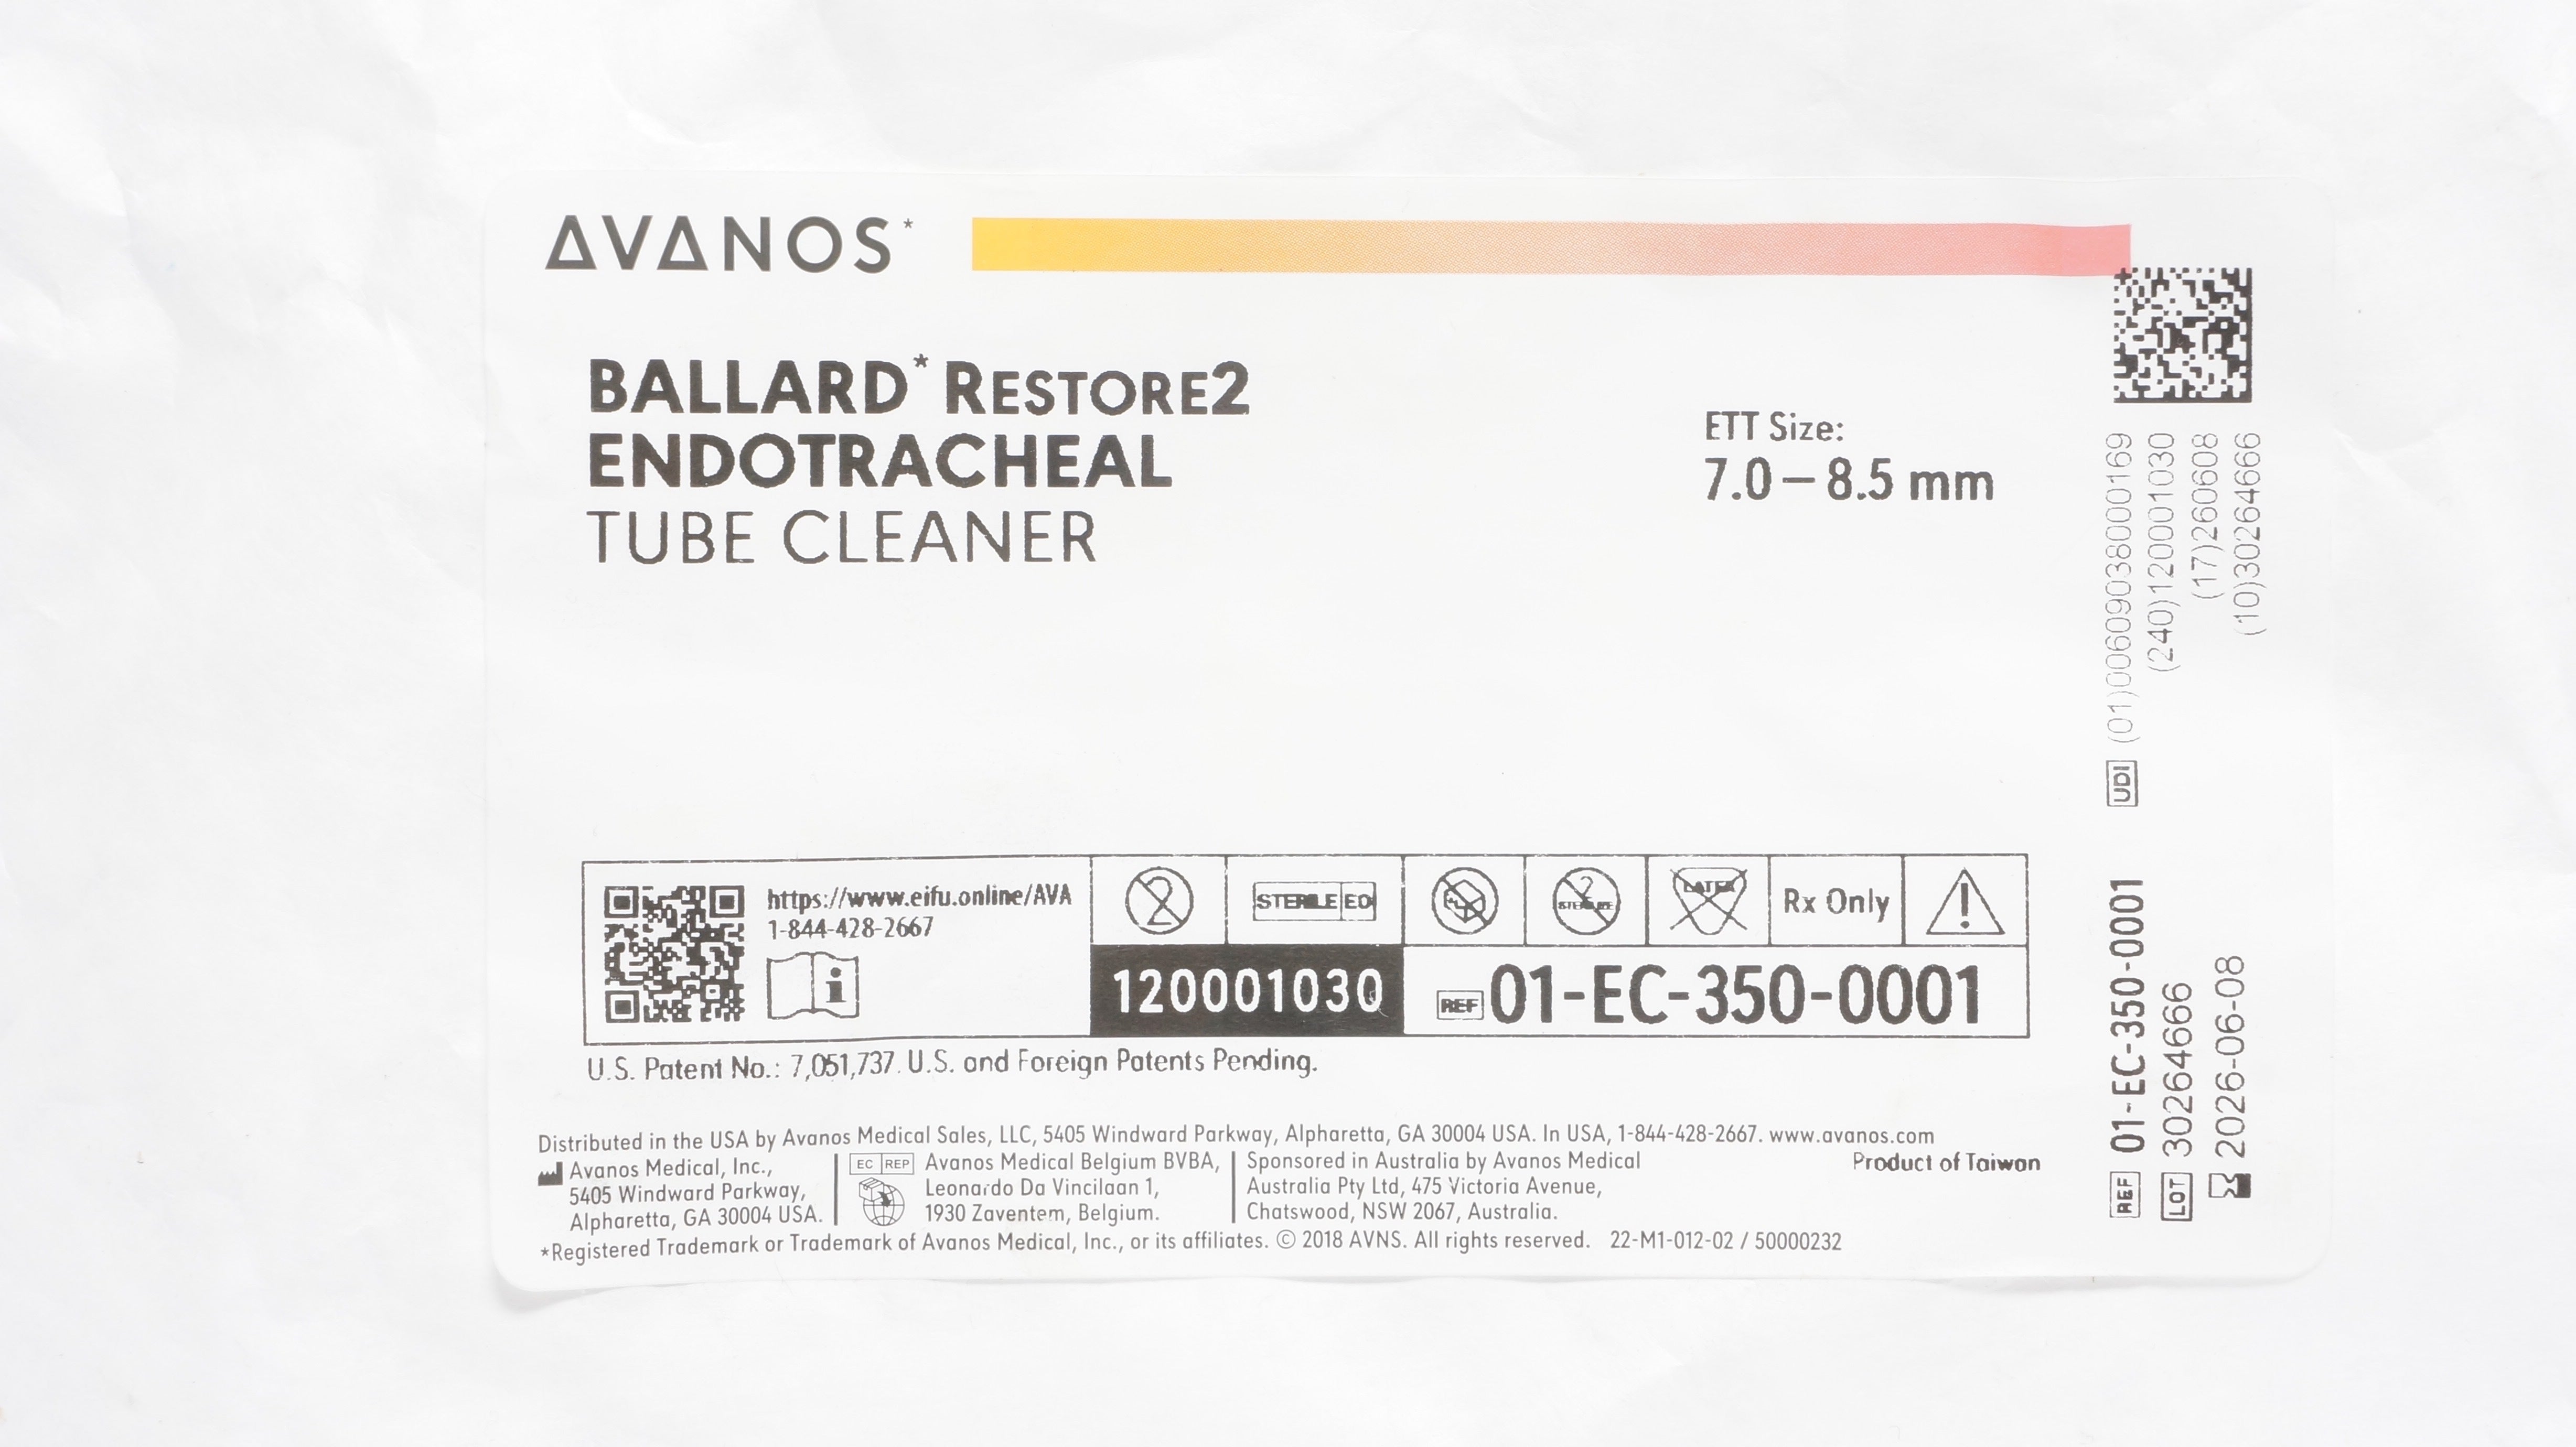 AVANOS*
BALLARD* RESTORE2
ENDOTRACHEAL
TUBE CLEANER
ETT Size:
7.0 – 8.5 mm
https://www.eifu.online/AVA
1-844-428-2667
i
2
STERILE EO
2
STERILIZE
LATEX
Rx Only
!
120001030
REF 01-EC-350-0001
U.S. Patent No.: 7,051,737. U.S. and Foreign Patents Pending.
Distributed in the USA by Avanos Medical Sales, LLC, 5405 Windward Parkway, Alpharetta, GA 30004 USA. In USA, 1-844-428-2667. www.avanos.com
Avanos Medical, Inc.,
5405 Windward Parkway,
Alpharetta, GA 30004 USA.
EC REP Avanos Medical Belgium BVBA,
Leonardo Da Vincilaan 1,
1930 Zaventem, Belgium.
Sponsored in Australia by Avanos Medical
Australia Pty Ltd, 475 Victoria Avenue,
Chatswood, NSW 2067, Australia.
Product of Taiwan
*Registered Trademark or Trademark of Avanos Medical, Inc., or its affiliates. © 2018 AVNS. All rights reserved. 22-M1-012-02 / 50000232
UDI (01)00609038000169
(240)120001030
(17)260608
(10)30264666
REF 01-EC-350-0001
LOT 30264666
2026-06-08